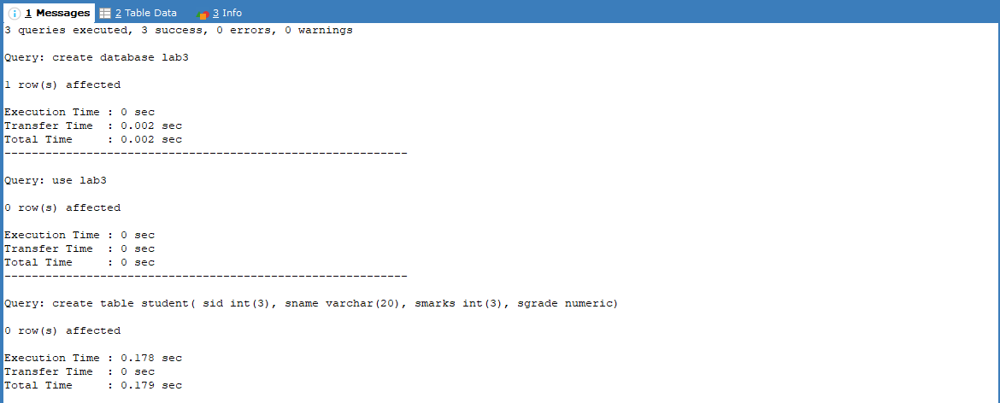 1 Messages 2 Table Data 3 Info
3 queries executed, 3 success, 0 errors, 0 warnings
Query: create database lab3
1 row(s) affected
Execution Time : 0 sec
Transfer Time  : 0.002 sec
Total Time     : 0.002 sec
-----------------------------------------------------------
Query: use lab3
0 row(s) affected
Execution Time : 0 sec
Transfer Time  : 0 sec
Total Time     : 0 sec
-----------------------------------------------------------
Query: create table student( sid int(3), sname varchar(20), smarks int(3), sgrade numeric)
0 row(s) affected
Execution Time : 0.178 sec
Transfer Time  : 0 sec
Total Time     : 0.179 sec